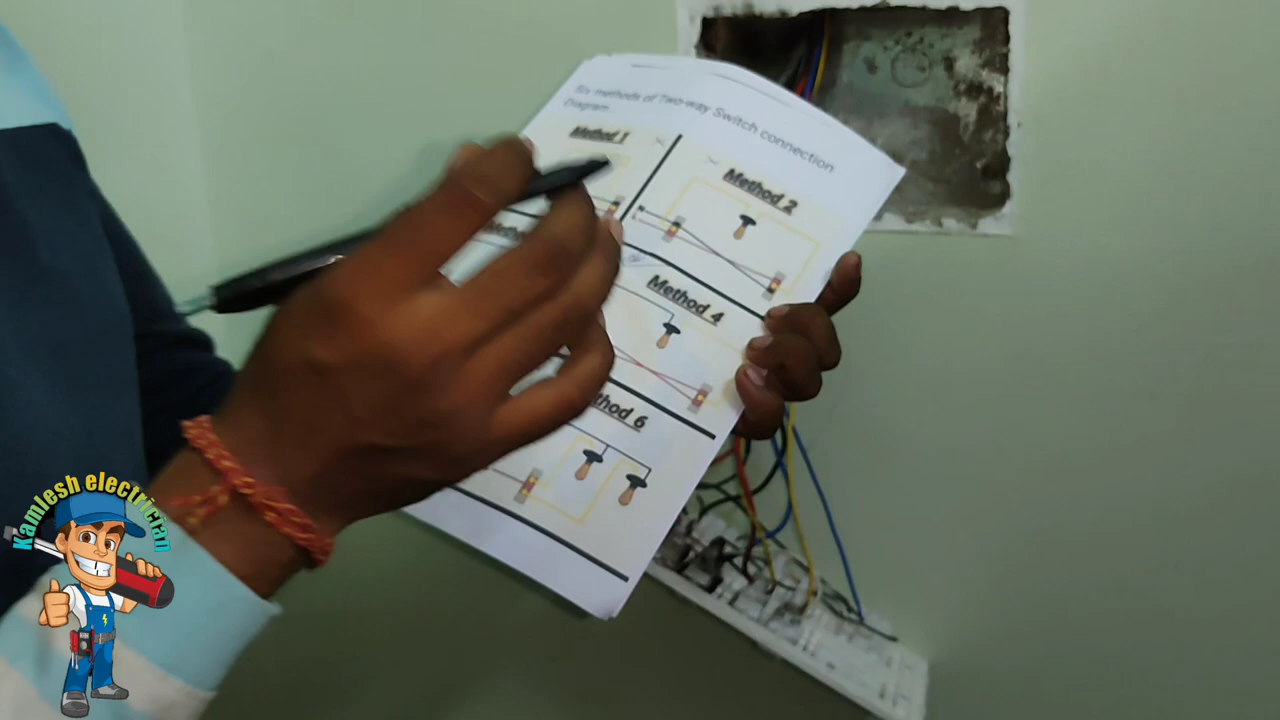 Six methods of Two-way Switch connection
Diagram
Method 1
Method 2
Method 4
Method 6
Kamlesh electrician